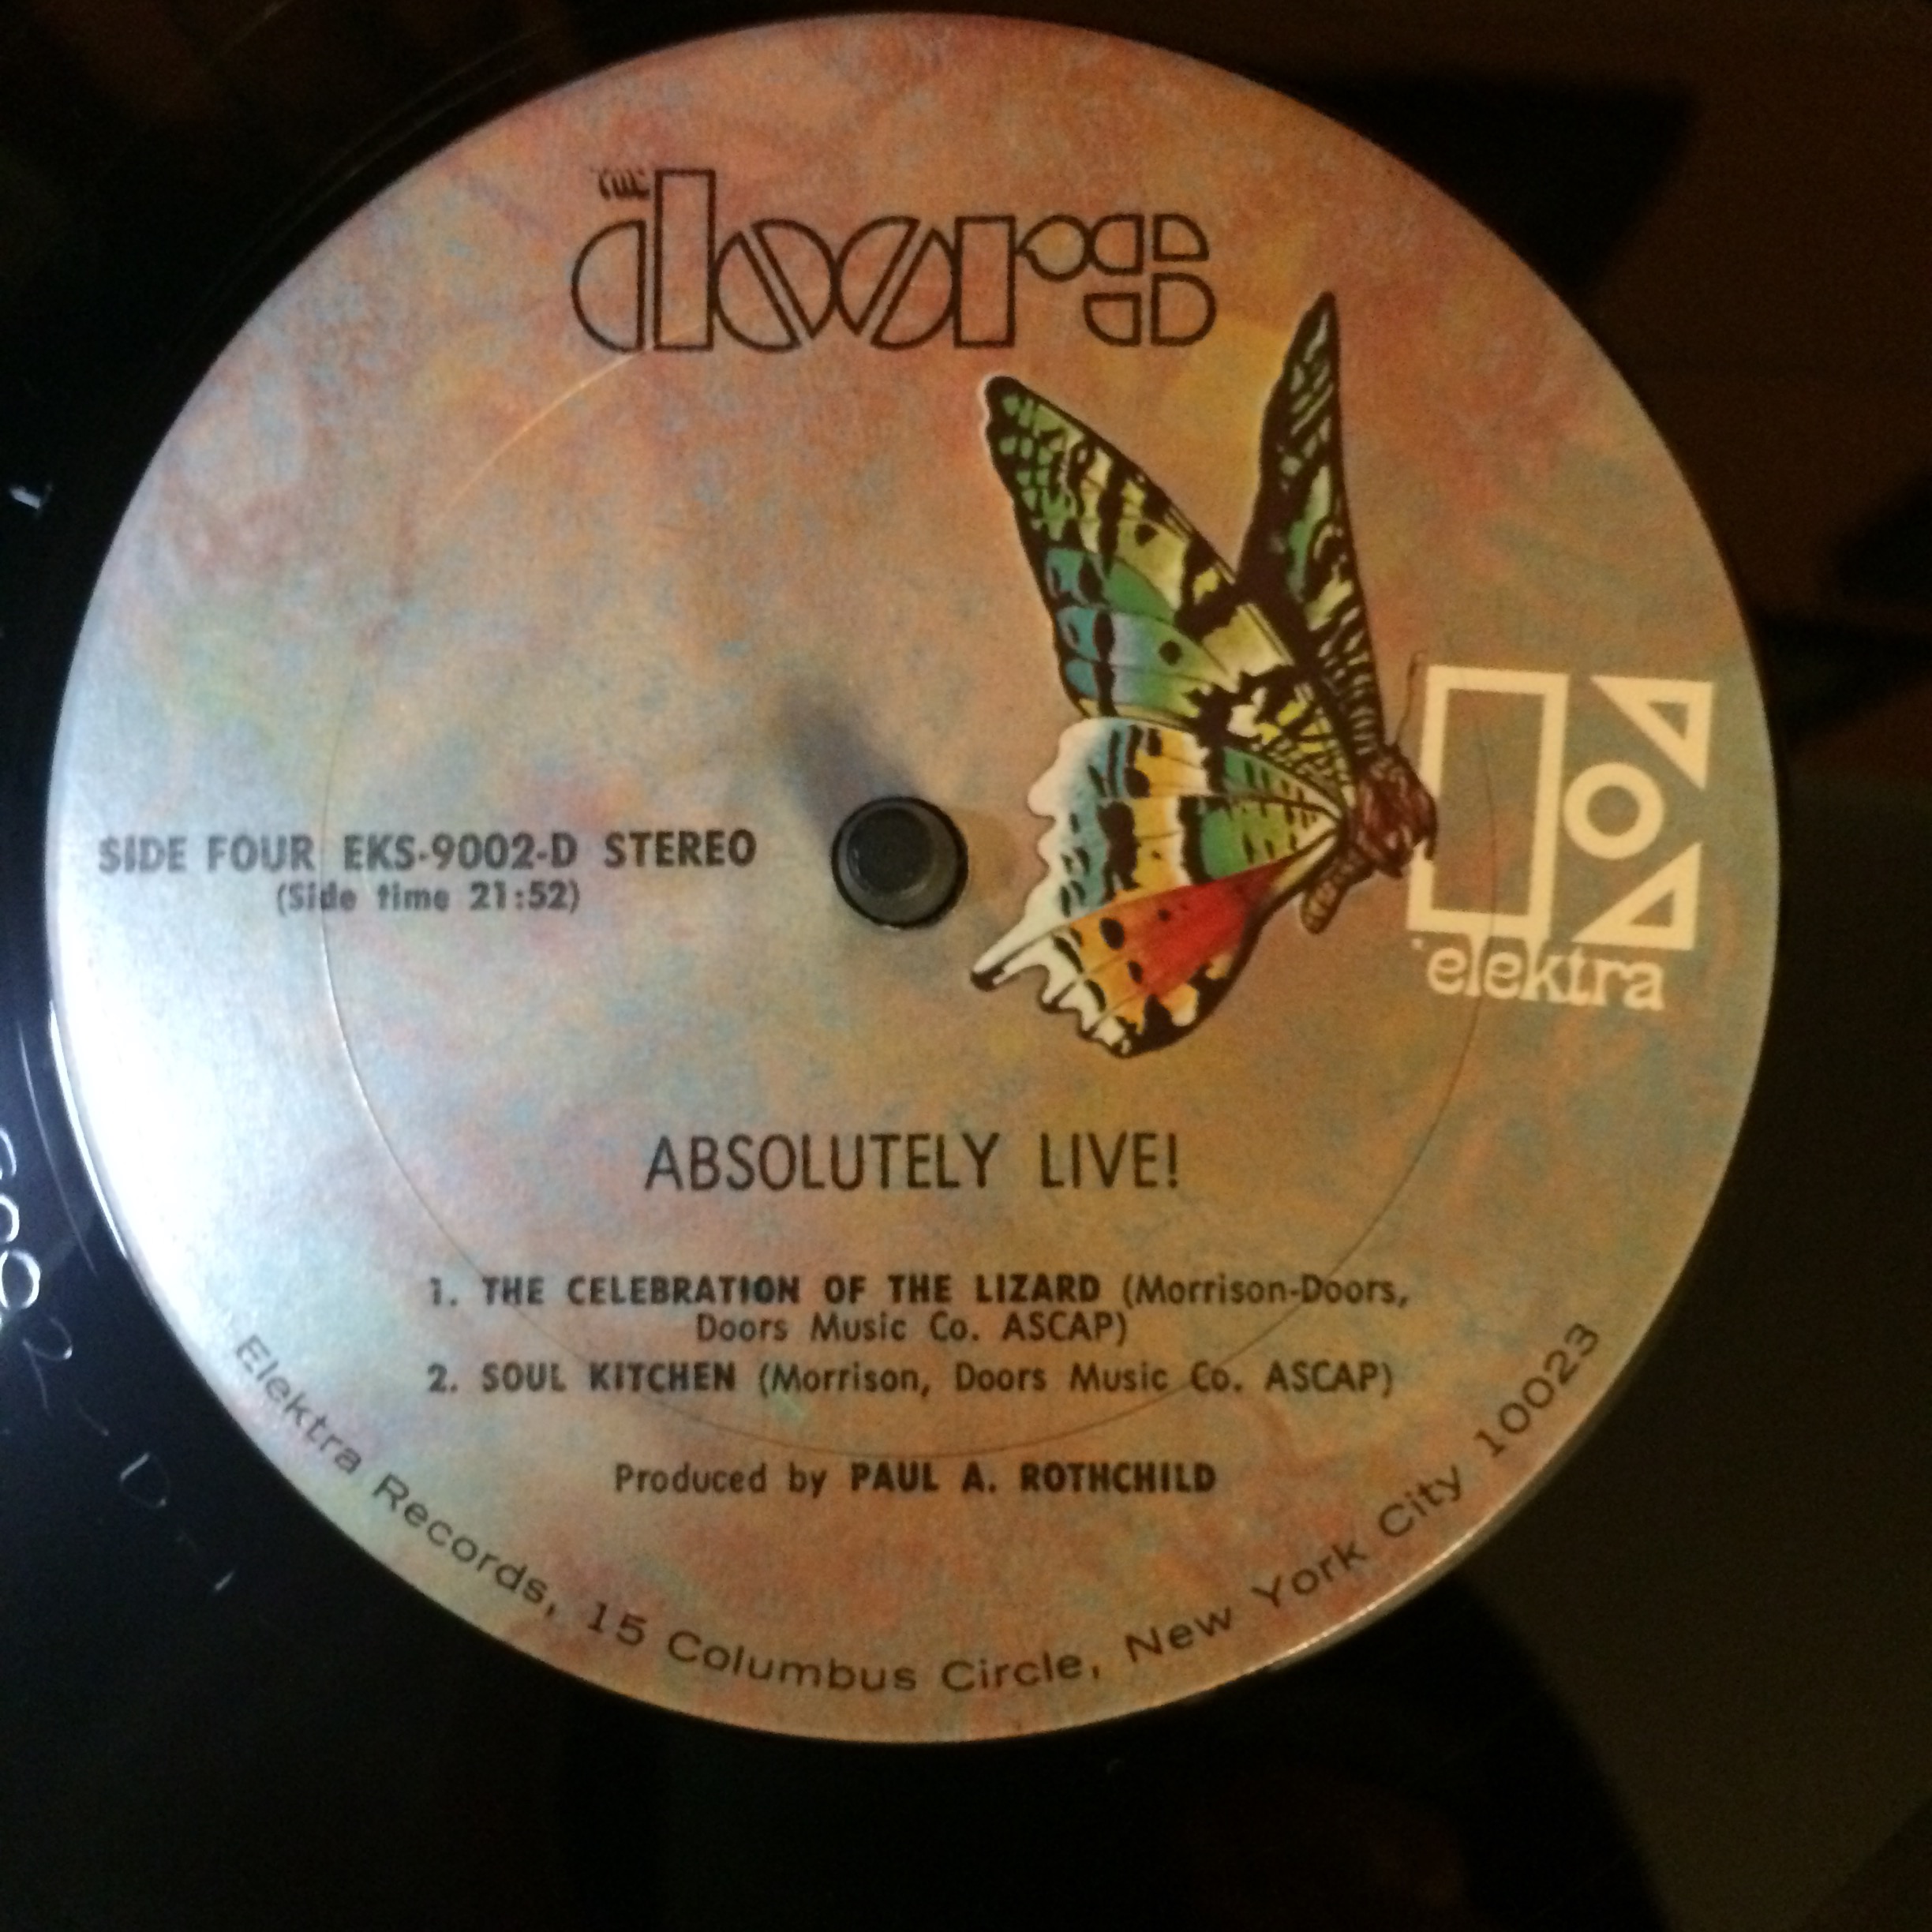 THE
doors
elektra
SIDE FOUR EKS-9002-D STEREO
(Side time 21:52)
ABSOLUTELY LIVE!
1. THE CELEBRATION OF THE LIZARD (Morrison-Doors,
Doors Music Co. ASCAP)
2. SOUL KITCHEN (Morrison, Doors Music Co. ASCAP)
Produced by PAUL A. ROTHCHILD
Elektra Records, 15 Columbus Circle, New York City 10023